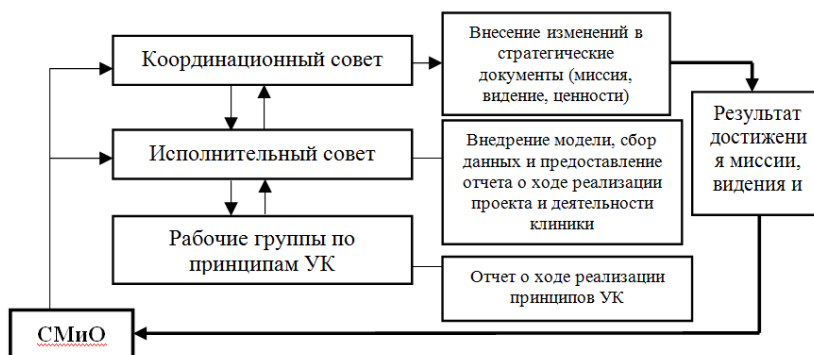 Координационный совет
Внесение изменений в
стратегические
документы (миссия,
видение, ценности)
Результат
достижени
я миссии,
видения и
Исполнительный совет
Внедрение модели, сбор
данных и предоставление
отчета о ходе реализации
проекта и деятельности
клиники
Рабочие группы по
принципам УК
Отчет о ходе реализации
принципов УК
СМиО